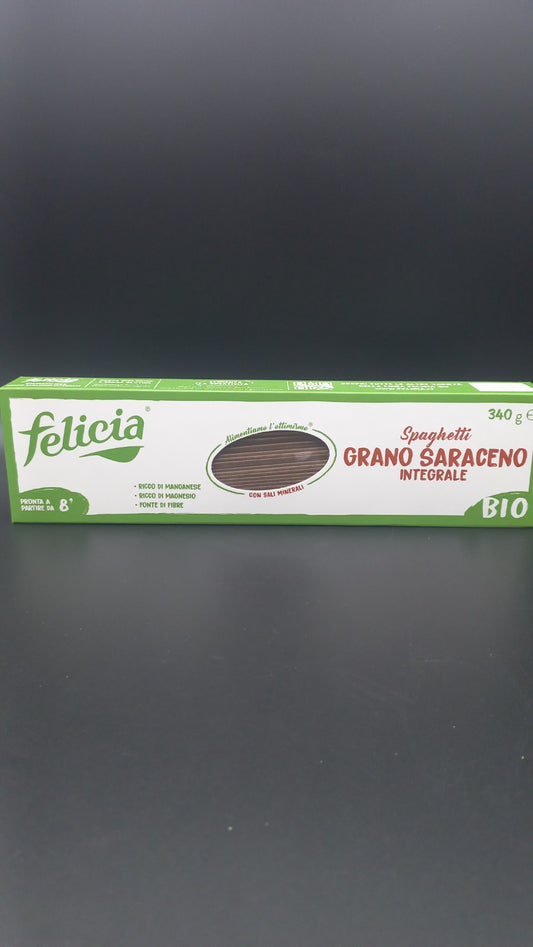 felicia®
Alimentiamo l'ottimismo®
CON SALI MINERALI
• RICCO DI MANGANESE
• RICCO DI MAGNESIO
• FONTE DI FIBRE
PRONTA A
PARTIRE DA 8'
340 g e
Spaghetti
GRANO SARACENO
INTEGRALE
BIO